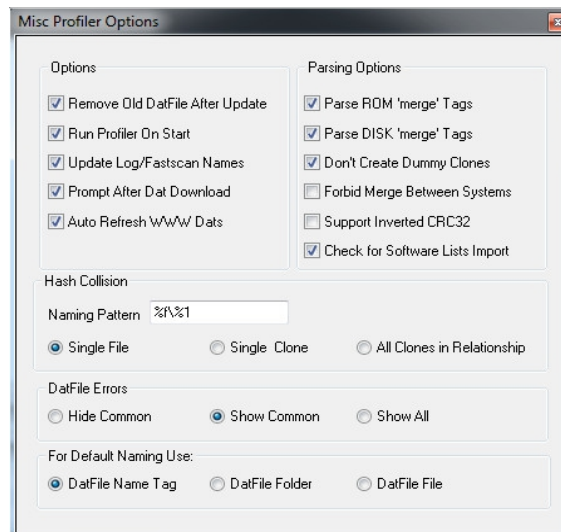 Misc Profiler Options
Options
Remove Old DatFile After Update
Run Profiler On Start
Update Log/Fastscan Names
Prompt After Dat Download
Auto Refresh WWW Dats
Parsing Options
Parse ROM 'merge' Tags
Parse DISK 'merge' Tags
Don't Create Dummy Clones
Forbid Merge Between Systems
Support Inverted CRC32
Check for Software Lists Import
Hash Collision
Naming Pattern %f\%1
Single File Single Clone All Clones in Relationship
DatFile Errors
Hide Common Show Common Show All
For Default Naming Use:
DatFile Name Tag DatFile Folder DatFile File